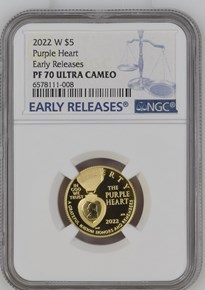 2022 W $5
Purple Heart
Early Releases
PF 70 ULTRA CAMEO
6578111-008
EARLY RELEASES
NGC
LIBERTY
IN
GOD WE
TRUST
THE
PURPLE
HEART
2022